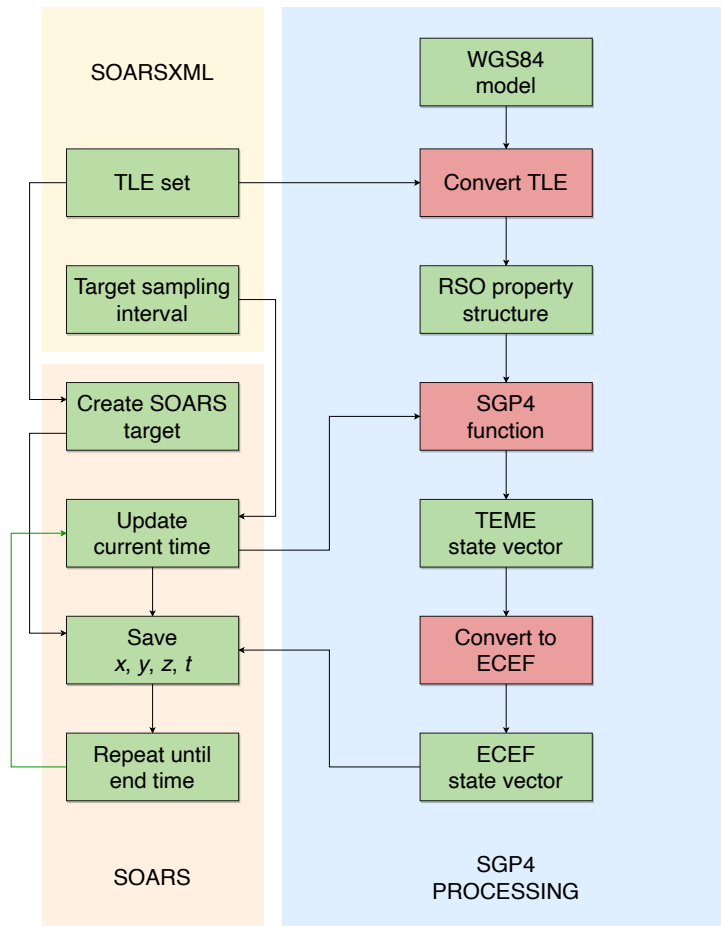 SOARSXML
TLE set
Target sampling
interval
Create SOARS
target
Update
current time
Save
x, y, z, t
Repeat until
end time
SOARS
WGS84
model
Convert TLE
RSO property
structure
SGP4
function
TEME
state vector
Convert to
ECEF
ECEF
state vector
SGP4
PROCESSING